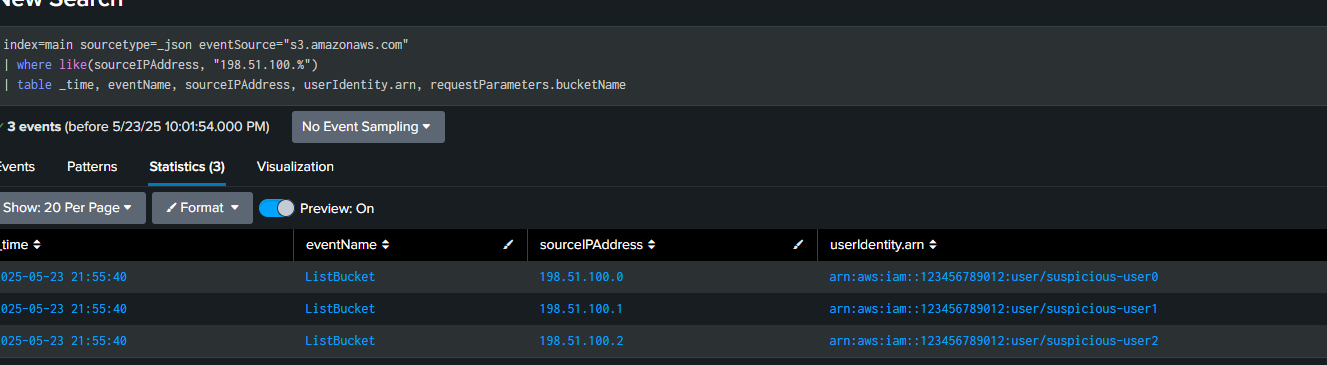 New Search
index=main sourcetype=_json eventSource="s3.amazonaws.com"
| where like(sourceIPAddress, "198.51.100.%")
| table _time, eventName, sourceIPAddress, userIdentity.arn, requestParameters.bucketName
3 events (before 5/23/25 10:01:54.000 PM) No Event Sampling
Events Patterns Statistics (3) Visualization
Show: 20 Per Page Format Preview: On
_time eventName sourceIPAddress userIdentity.arn
025-05-23 21:55:40 ListBucket 198.51.100.0 arn:aws:iam::123456789012:user/suspicious-user0
025-05-23 21:55:40 ListBucket 198.51.100.1 arn:aws:iam::123456789012:user/suspicious-user1
025-05-23 21:55:40 ListBucket 198.51.100.2 arn:aws:iam::123456789012:user/suspicious-user2